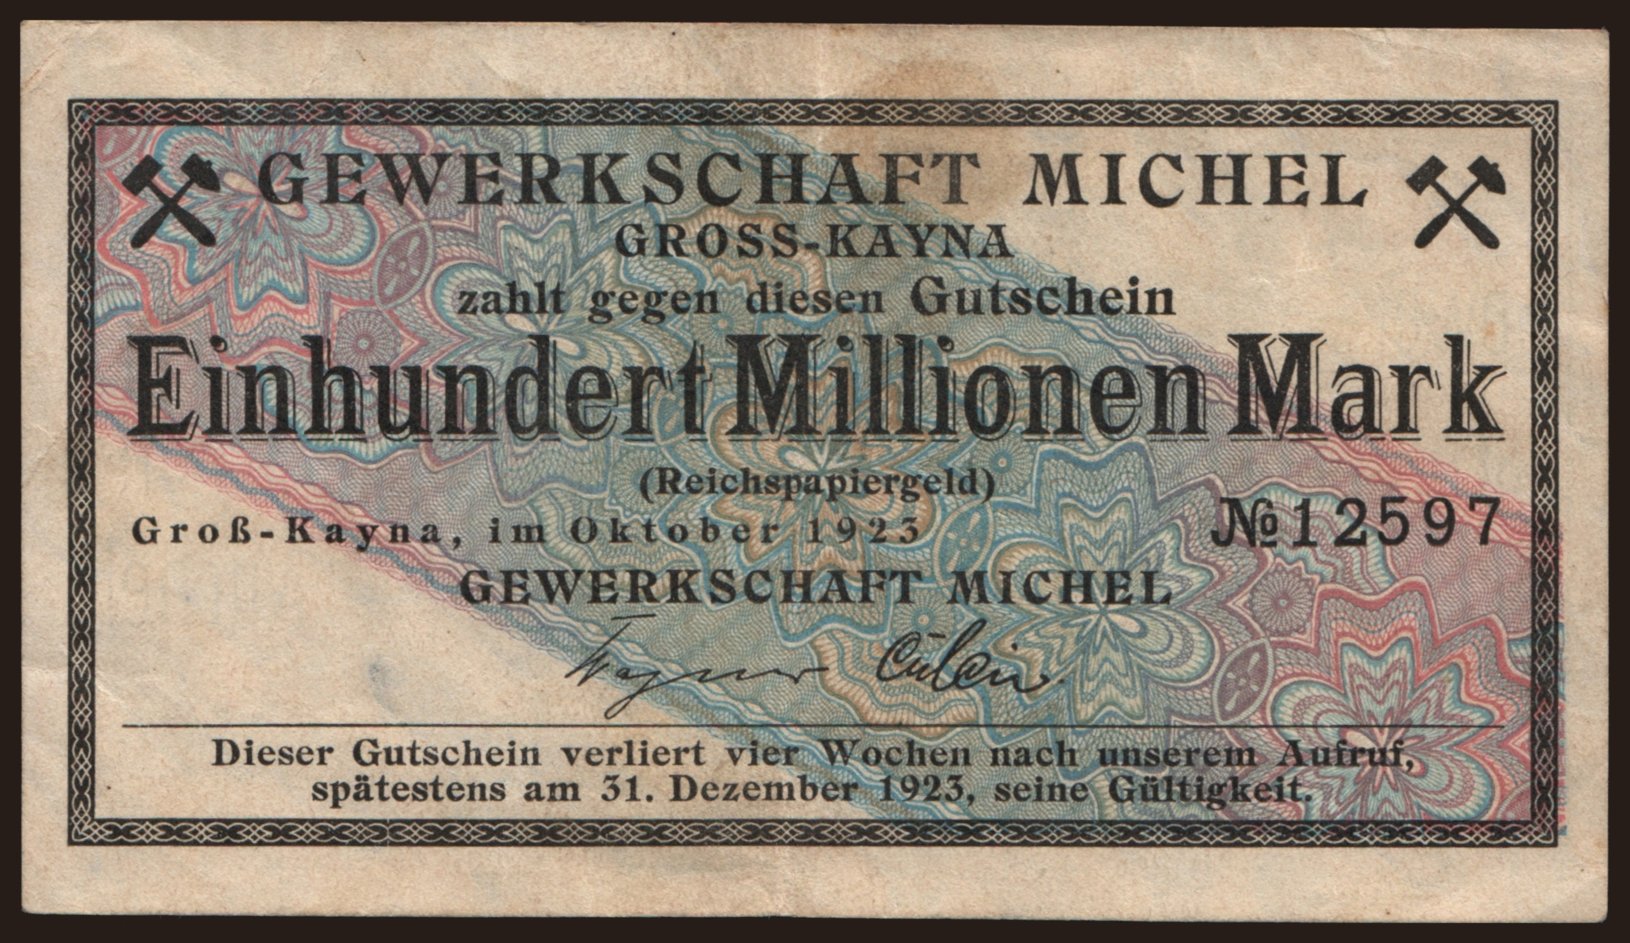 GEWERKSCHAFT MICHEL
GROSS-KAYNA
zahlt gegen diesen Gutschein
Einhundert Millionen Mark
(Reichspapiergeld)
Groß-Kayna, im Oktober 1923
№ 12597
GEWERKSCHAFT MICHEL
Dieser Gutschein verliert vier Wochen nach unserem Aufruf,
spätestens am 31. Dezember 1923, seine Gültigkeit.